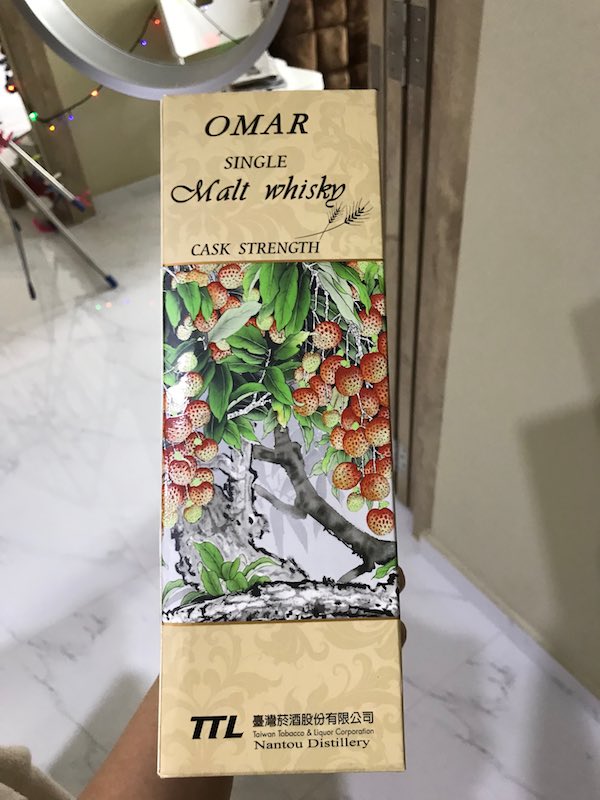 OMAR
SINGLE
Malt whisky
CASK STRENGTH
TTL 臺灣菸酒股份有限公司
Taiwan Tobacco & Liquor Corporation
Nantou Distillery